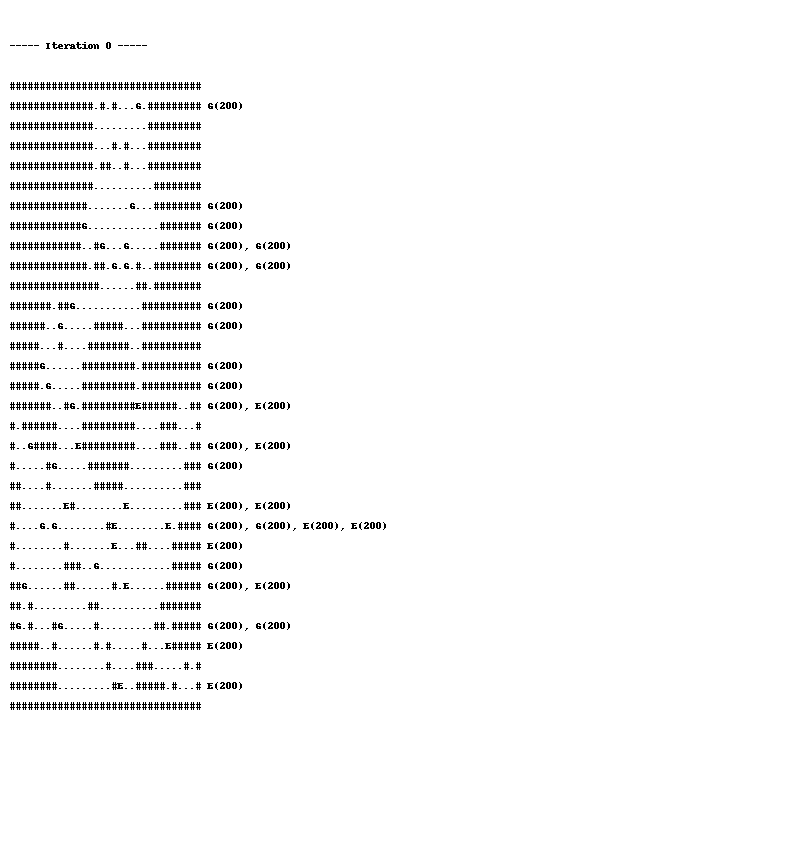 ----- Iteration 0 -----
################################
##############.#.#...G.######### G(200)
##############.........#########
##############...#.#...#########
##############.##..#...#########
##############..........########
#############.......G...######## G(200)
############G............####### G(200)
############..#G...G.....####### G(200), G(200)
#############.##.G.G.#..######## G(200), G(200)
###############......##.########
#######.##G...........########## G(200)
######..G.....#####...########## G(200)
#####...#....#######..##########
#####G......#########.########## G(200)
#####.G.....#########.########## G(200)
#######..#G.#########E######..## G(200), E(200)
#.######....#########....###...#
#..G####...E#########....###..## G(200), E(200)
#.....#G.....#######.........### G(200)
##....#.......#####..........###
##.......E#........E.........### E(200), E(200)
#....G.G........#E........E.#### G(200), G(200), E(200), E(200)
#........#.......E...##....##### E(200)
#........###..G............##### G(200)
##G......##......#.E......###### G(200), E(200)
##.#.........##..........#######
#G.#...#G.....#.........##.##### G(200), G(200)
#####..#......#.#.....#...E##### E(200)
########........#....###.....#.#
########.........#E..#####.#...# E(200)
################################